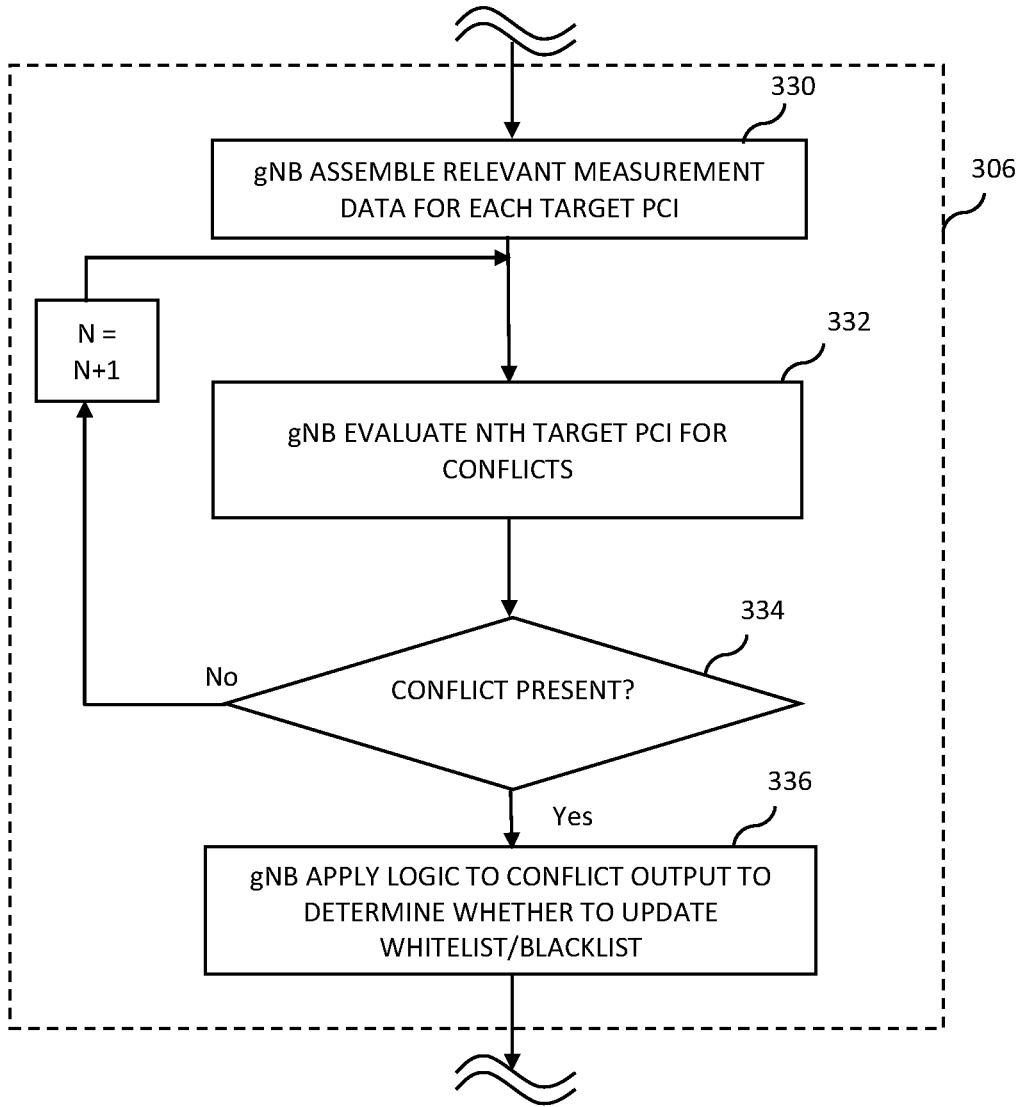 330
gNB ASSEMBLE RELEVANT MEASUREMENT
DATA FOR EACH TARGET PCI
306
N =
N+1
332
gNB EVALUATE NTH TARGET PCI FOR
CONFLICTS
334
No
CONFLICT PRESENT?
336
Yes
gNB APPLY LOGIC TO CONFLICT OUTPUT TO
DETERMINE WHETHER TO UPDATE
WHITELIST/BLACKLIST